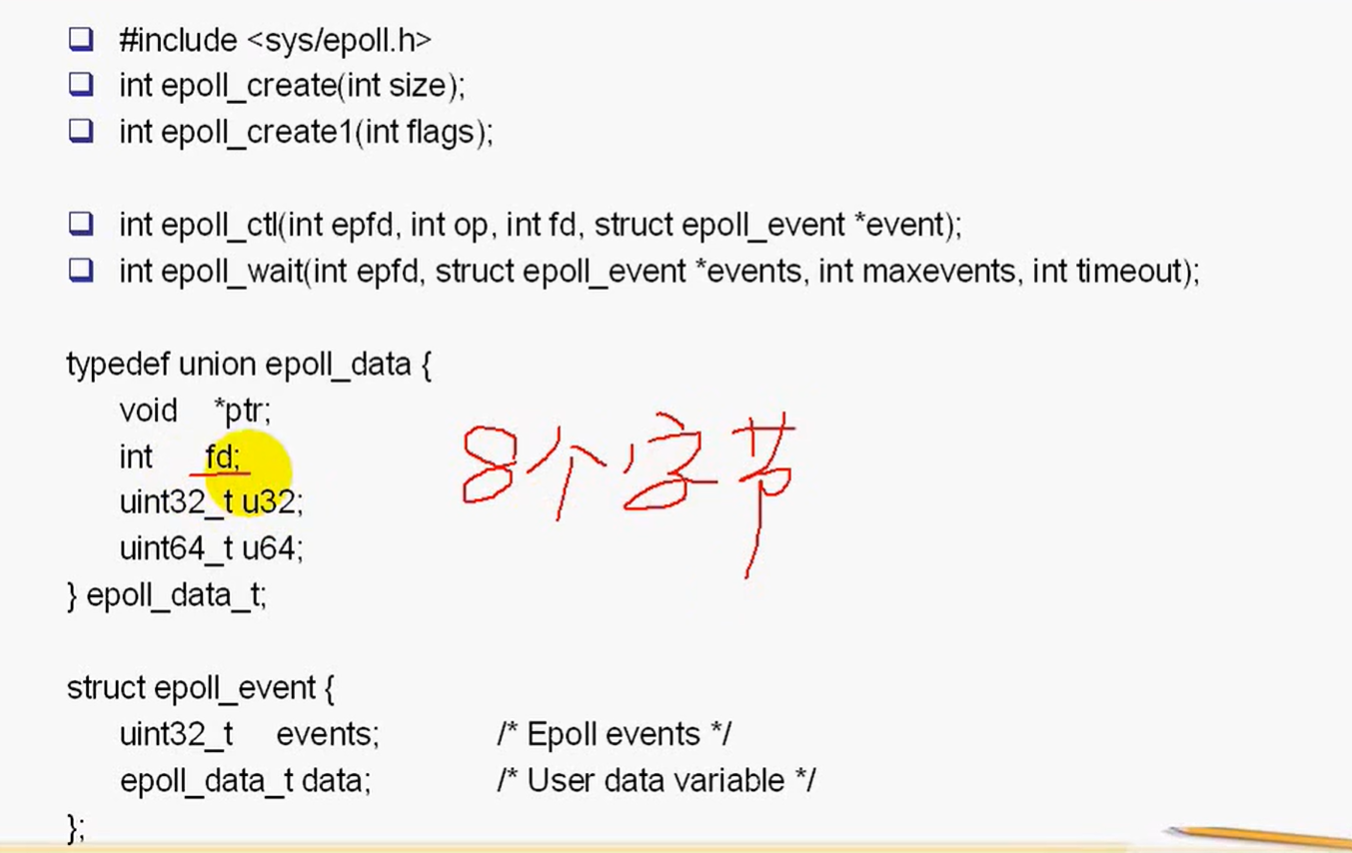 #include <sys/epoll.h>
int epoll_create(int size);
int epoll_create1(int flags);
int epoll_ctl(int epfd, int op, int fd, struct epoll_event *event);
int epoll_wait(int epfd, struct epoll_event *events, int maxevents, int timeout);
typedef union epoll_data {
void *ptr;
int fd;
8个字节
uint32_t u32;
uint64_t u64;
} epoll_data_t;
struct epoll_event {
uint32_t events; /* Epoll events */
epoll_data_t data; /* User data variable */
};